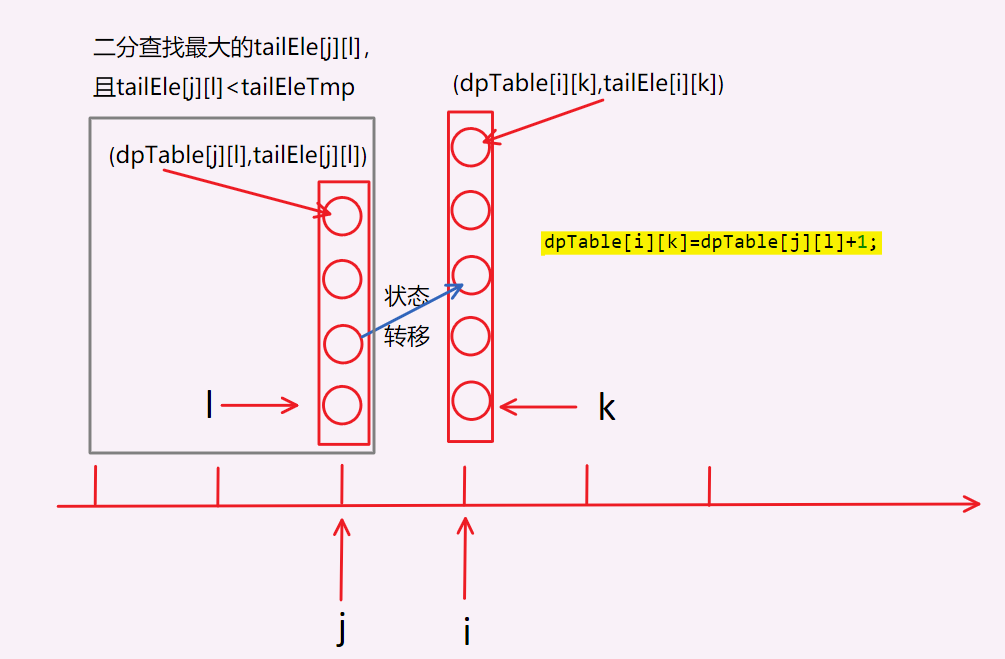 二分查找最大的tailEle[j][l],
且tailEle[j][l]<tailEleTmp
(dpTable[i][k],tailEle[i][k])
(dpTable[j][l],tailEle[j][l])
dpTable[i][k]=dpTable[j][l]+1;
状态
转移
l
k
j
i